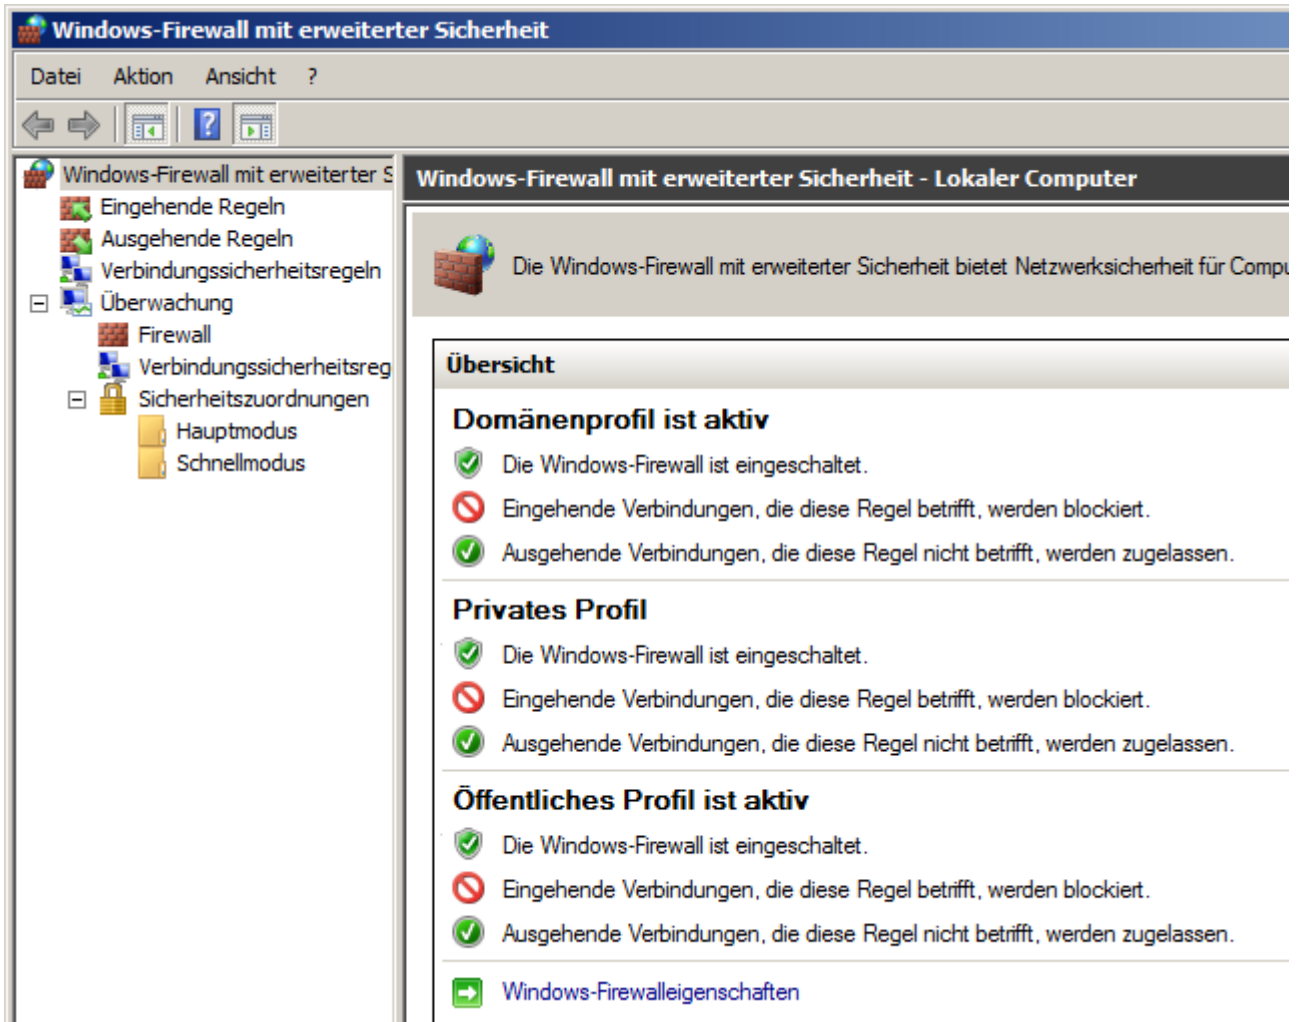 Windows-Firewall mit erweiterter Sicherheit
Datei Aktion Ansicht ?
Windows-Firewall mit erweiterter S
Eingehende Regeln
Ausgehende Regeln
Verbindungssicherheitsregeln
Überwachung
Firewall
Verbindungssicherheitsreg
Sicherheitszuordnungen
Hauptmodus
Schnellmodus
Windows-Firewall mit erweiterter Sicherheit - Lokaler Computer
Die Windows-Firewall mit erweiterter Sicherheit bietet Netzwerksicherheit für Compu
Übersicht
Domänenprofil ist aktiv
Die Windows-Firewall ist eingeschaltet.
Eingehende Verbindungen, die diese Regel betrifft, werden blockiert.
Ausgehende Verbindungen, die diese Regel nicht betrifft, werden zugelassen.
Privates Profil
Die Windows-Firewall ist eingeschaltet.
Eingehende Verbindungen, die diese Regel betrifft, werden blockiert.
Ausgehende Verbindungen, die diese Regel nicht betrifft, werden zugelassen.
Öffentliches Profil ist aktiv
Die Windows-Firewall ist eingeschaltet.
Eingehende Verbindungen, die diese Regel betrifft, werden blockiert.
Ausgehende Verbindungen, die diese Regel nicht betrifft, werden zugelassen.
Windows-Firewalleigenschaften